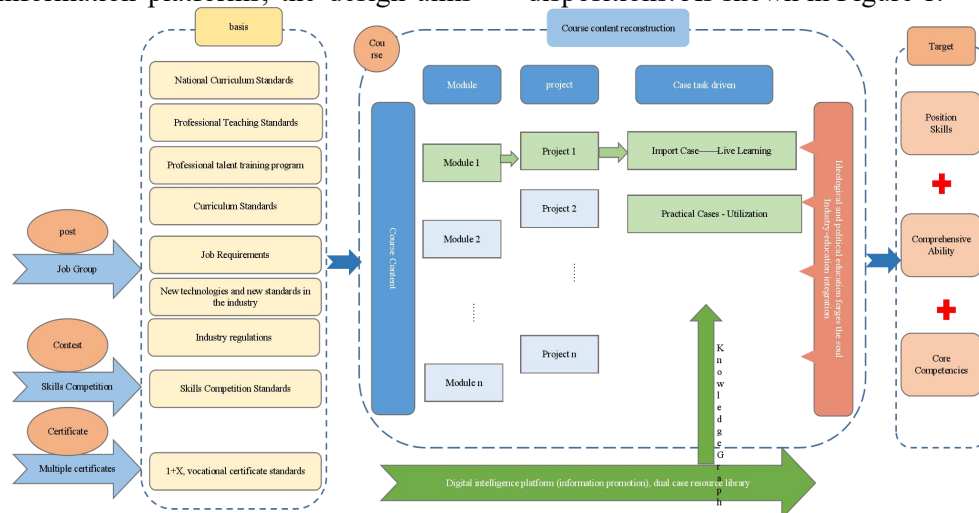 information platforms, the design aims
disposition. As shown in Figure 1.
basis
National Curriculum Standards
Professional Teaching Standards
Professional talent training program
Curriculum Standards
Job Requirements
New technologies and new standards in
the industry
Industry regulations
Skills Competition Standards
1+X, vocational certificate standards
post
Job Group
Contest
Skills Competition
Certificate
Multiple certificates
Cou
rse
Course content reconstruction
Module
project
Case task driven
Course Content
Module 1
Project 1
Import Case——Live Learning
Project 2
Practical Cases - Utilization
Module 2
......
......
Project n
Module n
Knowledge Graph
Ideological and political education forges the soul
Industry-education integration
Digital intelligence platform (information promotion), dual case resource library
Target
Position
Skills
Comprehensive
Ability
Core
Competencies